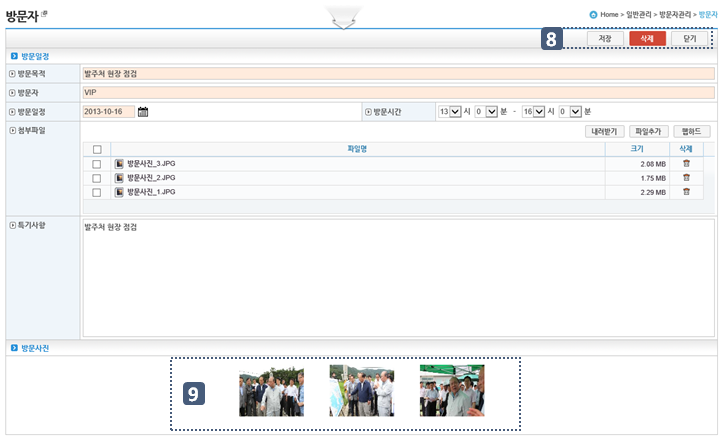 방문자
Home > 일반관리 > 방문자관리 > 방문자
8 저장 삭제 닫기
방문일정
방문목적 발주처 현장 점검
방문자 VIP
방문일정 2013-10-16 방문시간 13 시 0 분 - 16 시 0 분
첨부파일 내려받기 파일추가 웹하드
파일명 크기 삭제
방문사진_3.JPG 2.08 MB
방문사진_2.JPG 1.75 MB
방문사진_1.JPG 2.29 MB
특기사항 발주처 현장 점검
방문사진
9